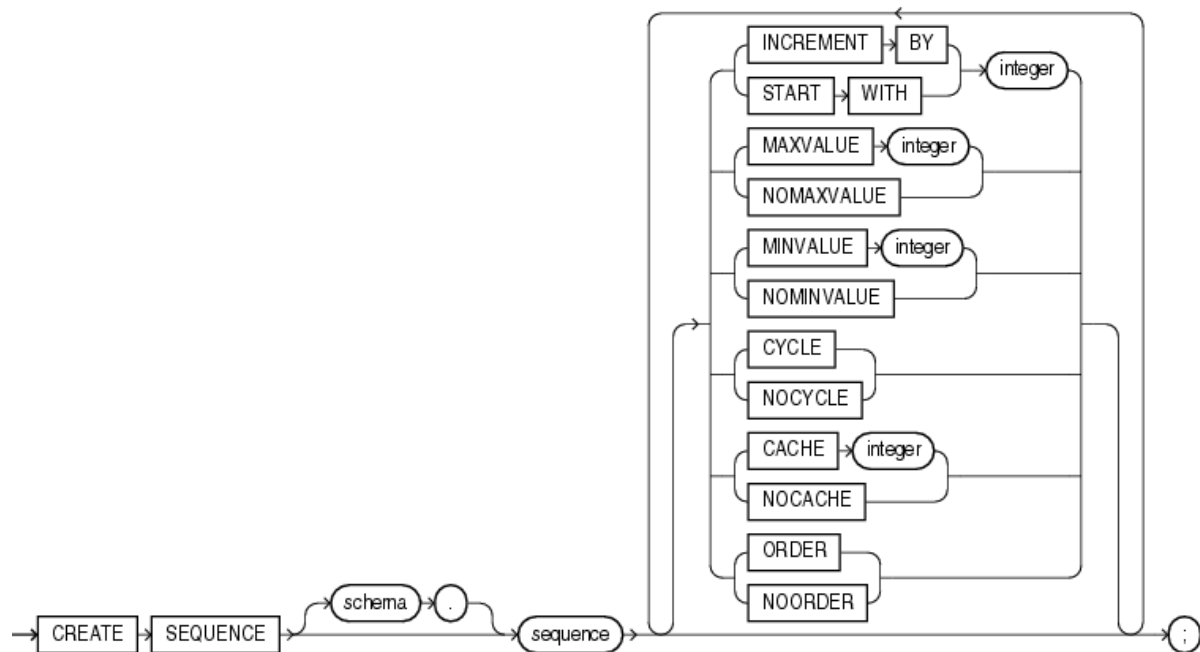 INCREMENT BY
integer
START WITH
MAXVALUE integer
NOMAXVALUE
MINVALUE integer
NOMINVALUE
CYCLE
NOCYCLE
CACHE integer
NOCACHE
ORDER
NOORDER
schema .
CREATE SEQUENCE sequence ;